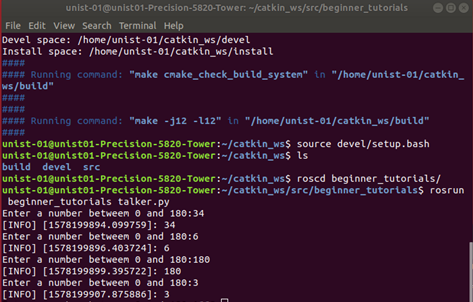 unist-01@unist01-Precision-5820-Tower: ~/catkin_ws/src/beginner_tutorials
File Edit View Search Terminal Help
Devel space: /home/unist-01/catkin_ws/devel
Install space: /home/unist-01/catkin_ws/install
####
#### Running command: "make cmake_check_build_system" in "/home/unist-01/catkin_
ws/build"
####
####
#### Running command: "make -j12 -l12" in "/home/unist-01/catkin_ws/build"
####
unist-01@unist01-Precision-5820-Tower:~/catkin_ws$ source devel/setup.bash
unist-01@unist01-Precision-5820-Tower:~/catkin_ws$ ls
build devel src
unist-01@unist01-Precision-5820-Tower:~/catkin_ws$ roscd beginner_tutorials/
unist-01@unist01-Precision-5820-Tower:~/catkin_ws/src/beginner_tutorials$ rosrun
beginner_tutorials talker.py
Enter a number betweem 0 and 180:34
[INFO] [1578199894.099759]: 34
Enter a number betweem 0 and 180:6
[INFO] [1578199896.403724]: 6
Enter a number betweem 0 and 180:180
[INFO] [1578199899.395722]: 180
Enter a number betweem 0 and 180:3
[INFO] [1578199907.875886]: 3